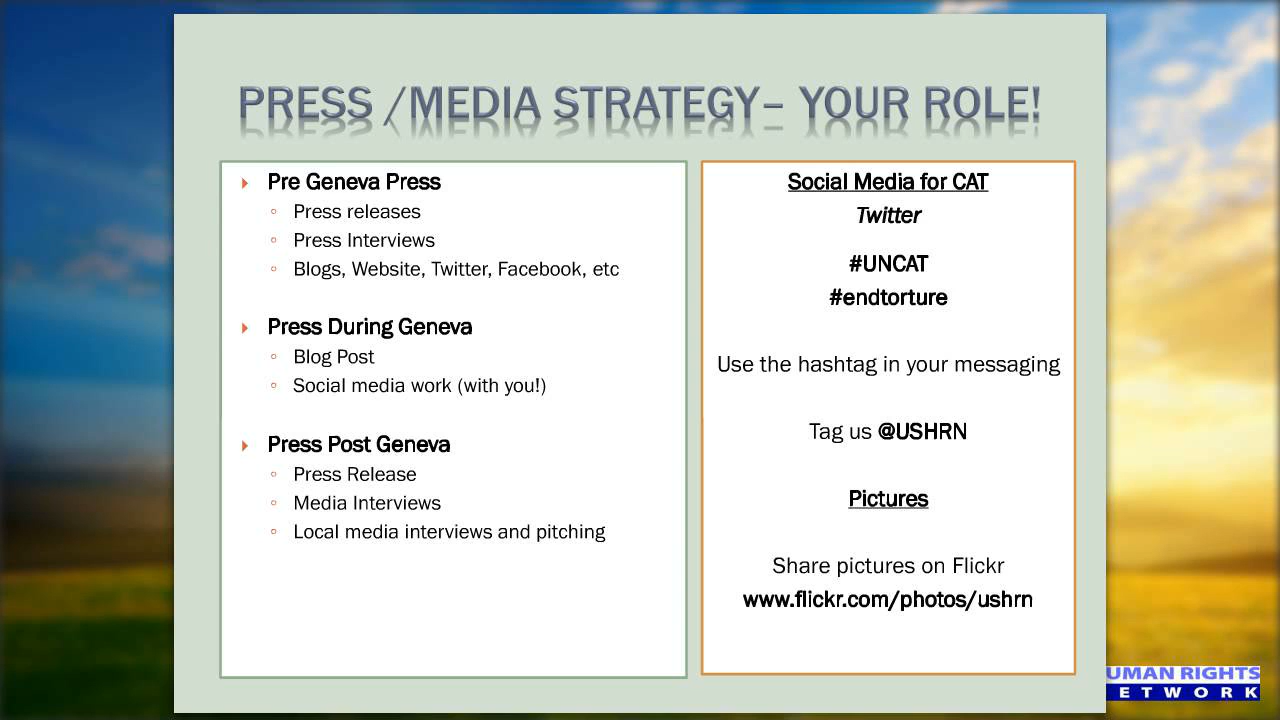 PRESS /MEDIA STRATEGY– YOUR ROLE!
Pre Geneva Press
Press releases
Press Interviews
Blogs, Website, Twitter, Facebook, etc
Press During Geneva
Blog Post
Social media work (with you!)
Press Post Geneva
Press Release
Media Interviews
Local media interviews and pitching
Social Media for CAT
Twitter
#UNCAT
#endtorture
Use the hashtag in your messaging
Tag us @USHRN
Pictures
Share pictures on Flickr
www.flickr.com/photos/ushrn
UMAN RIGHTS
ETWORK